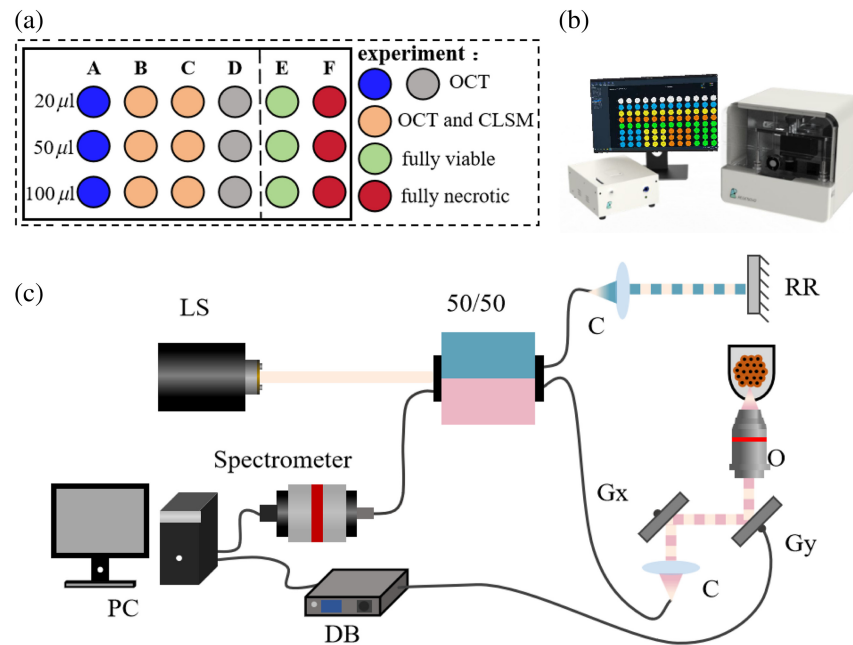 (a)
A B C D E F
20 μl
50 μl
100 μl
experiment :
OCT
OCT and CLSM
fully viable
fully necrotic
(b)
(c)
LS
50/50
C
RR
O
Spectrometer
Gx
Gy
C
PC
DB